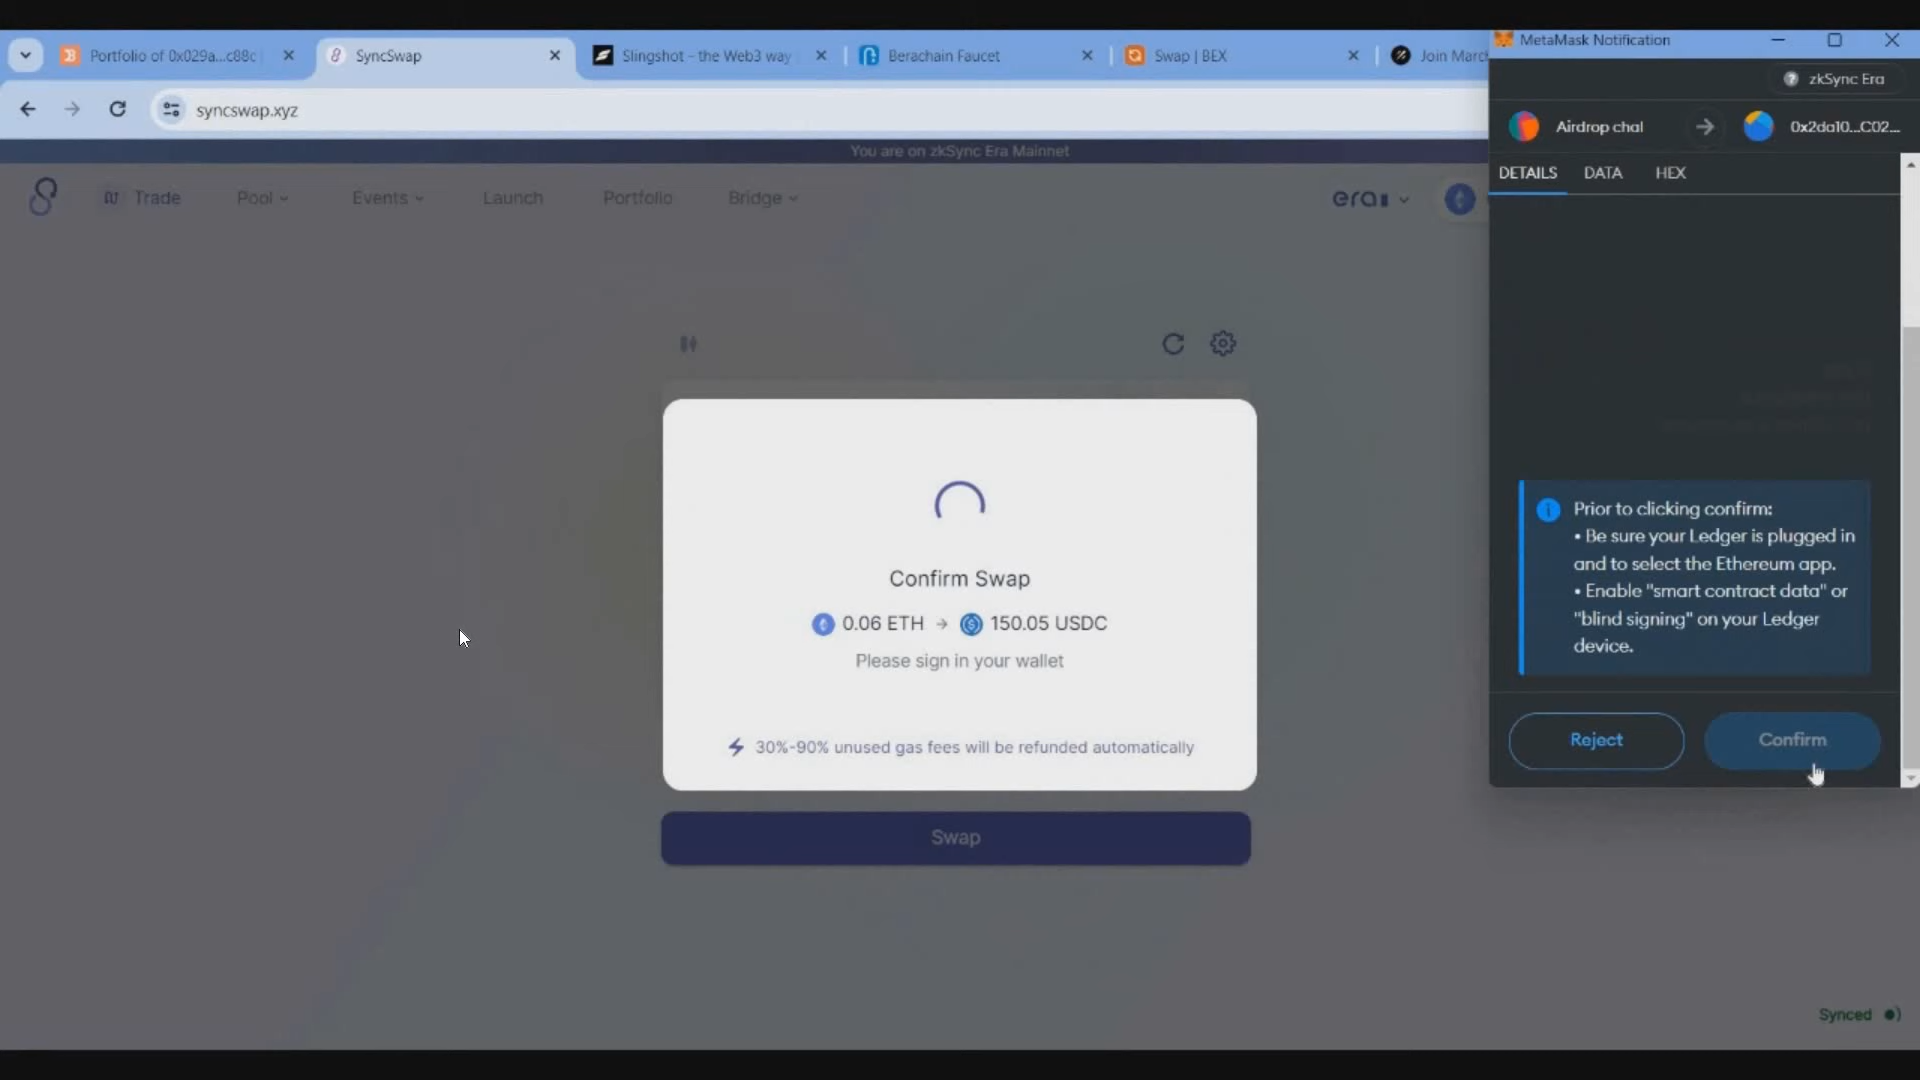 Portfolio of 0x029a...c88c
SyncSwap
Slingshot – the Web3 way
Berachain Faucet
Swap | BEX
Join March
MetaMask Notification
syncswap.xyz
zkSync Era
Airdrop chal
0x2da10...C02...
You are on zkSync Era Mainnet
DETAILS
DATA
HEX
Trade
Pool
Events
Launch
Portfolio
Bridge
era
Confirm Swap
0.06 ETH → 150.05 USDC
Please sign in your wallet
30%-90% unused gas fees will be refunded automatically
Swap
Prior to clicking confirm:
• Be sure your Ledger is plugged in
and to select the Ethereum app.
• Enable "smart contract data" or
"blind signing" on your Ledger
device.
Reject
Confirm
Synced